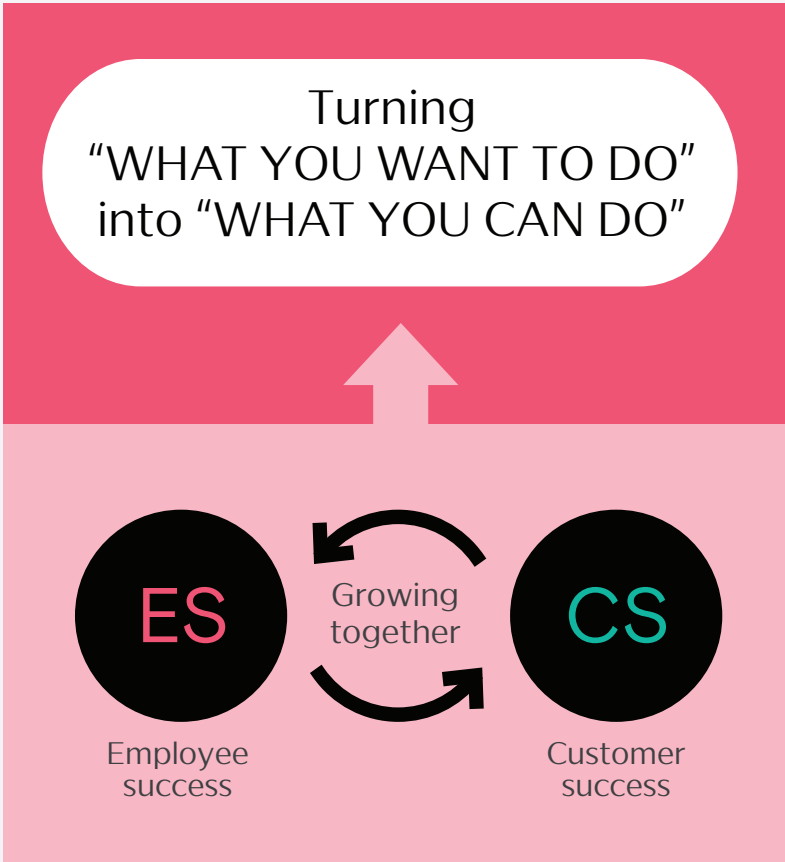 Turning
“WHAT YOU WANT TO DO”
into “WHAT YOU CAN DO”
ES
Growing
together
CS
Employee
success
Customer
success